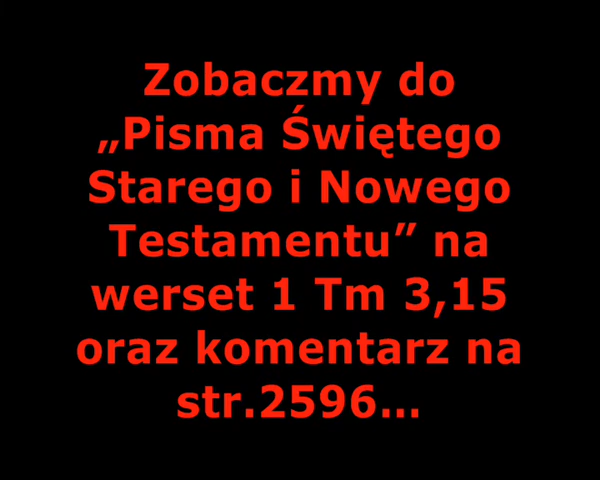 Zobaczmy do
„Pisma Świętego
Starego i Nowego
Testamentu” na
werset 1 Tm 3,15
oraz komentarz na
str.2596...